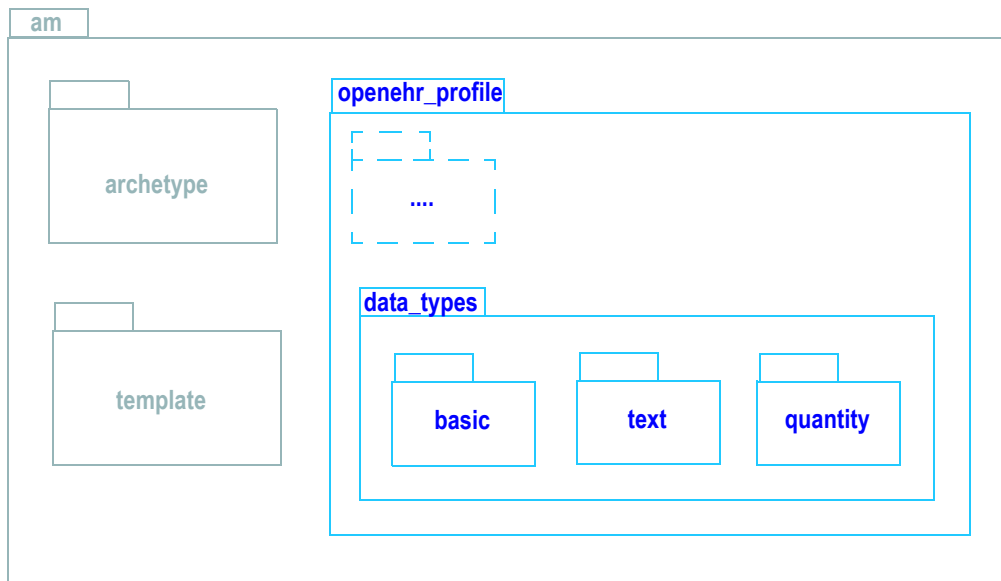 am
openehr_profile
archetype
....
data_types
template
basic
text
quantity